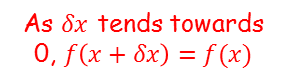 As 𝛿𝑥 tends towards
0, 𝑓(𝑥 + 𝛿𝑥) = 𝑓(𝑥)